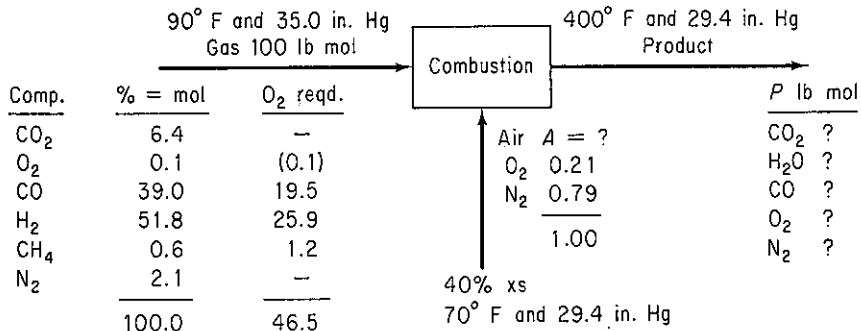 90° F and 35.0 in. Hg
Gas 100 lb mol
Combustion
400° F and 29.4 in. Hg
Product
Comp. % = mol O2 reqd.
CO2 6.4 –
O2 0.1 (0.1)
CO 39.0 19.5
H2 51.8 25.9
CH4 0.6 1.2
N2 2.1 –
100.0 46.5
Air A = ?
O2 0.21
N2 0.79
1.00
40% xs
70° F and 29.4 in. Hg
P lb mol
CO2 ?
H2O ?
CO ?
O2 ?
N2 ?